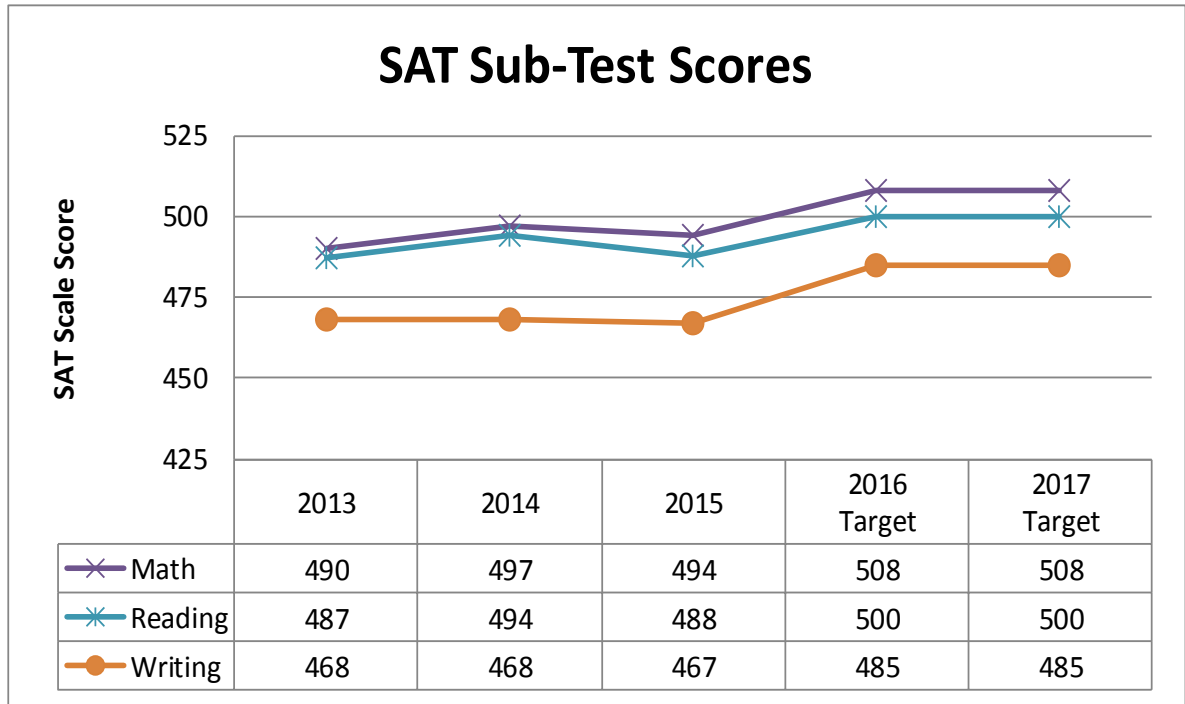 SAT Sub-Test Scores
525
500
475
450
425
SAT Scale Score
2013 2014 2015 2016 Target 2017 Target
Math 490 497 494 508 508
Reading 487 494 488 500 500
Writing 468 468 467 485 485